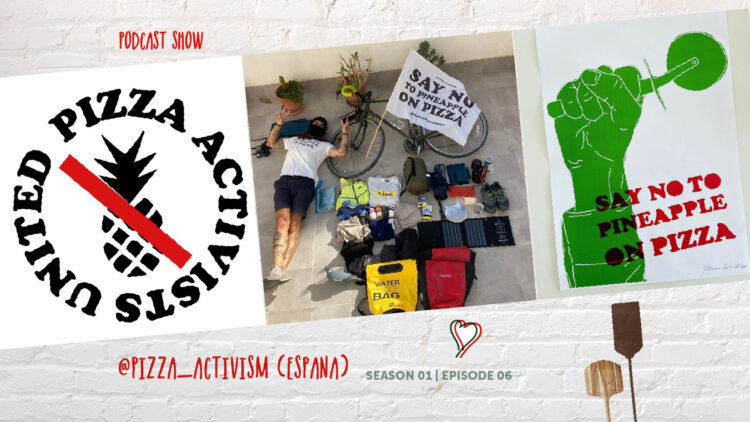 PODCAST SHOW
UNITED PIZZA ACTIVISTS
SAY NO
TO PINEAPPLE
ON PIZZA
WATER
BAG
SAY NO TO
PINEAPPLE
ON PIZZA
@PIZZA_ACTIVISM (ESPANA)
SEASON 01 | EPISODE 06